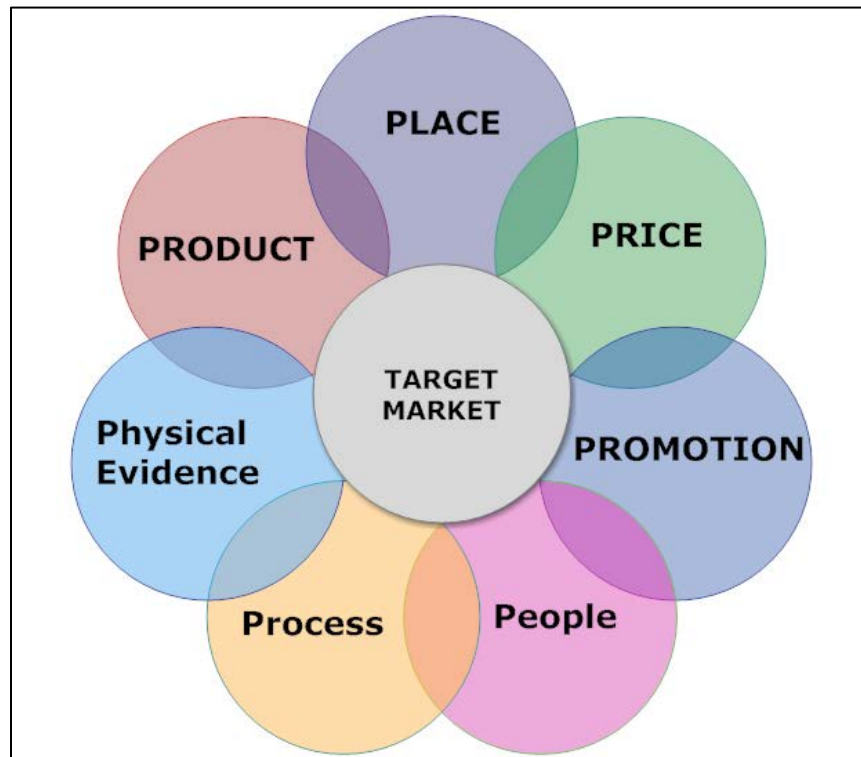 PLACE
PRODUCT
PRICE
TARGET
MARKET
Physical
Evidence
PROMOTION
Process
People